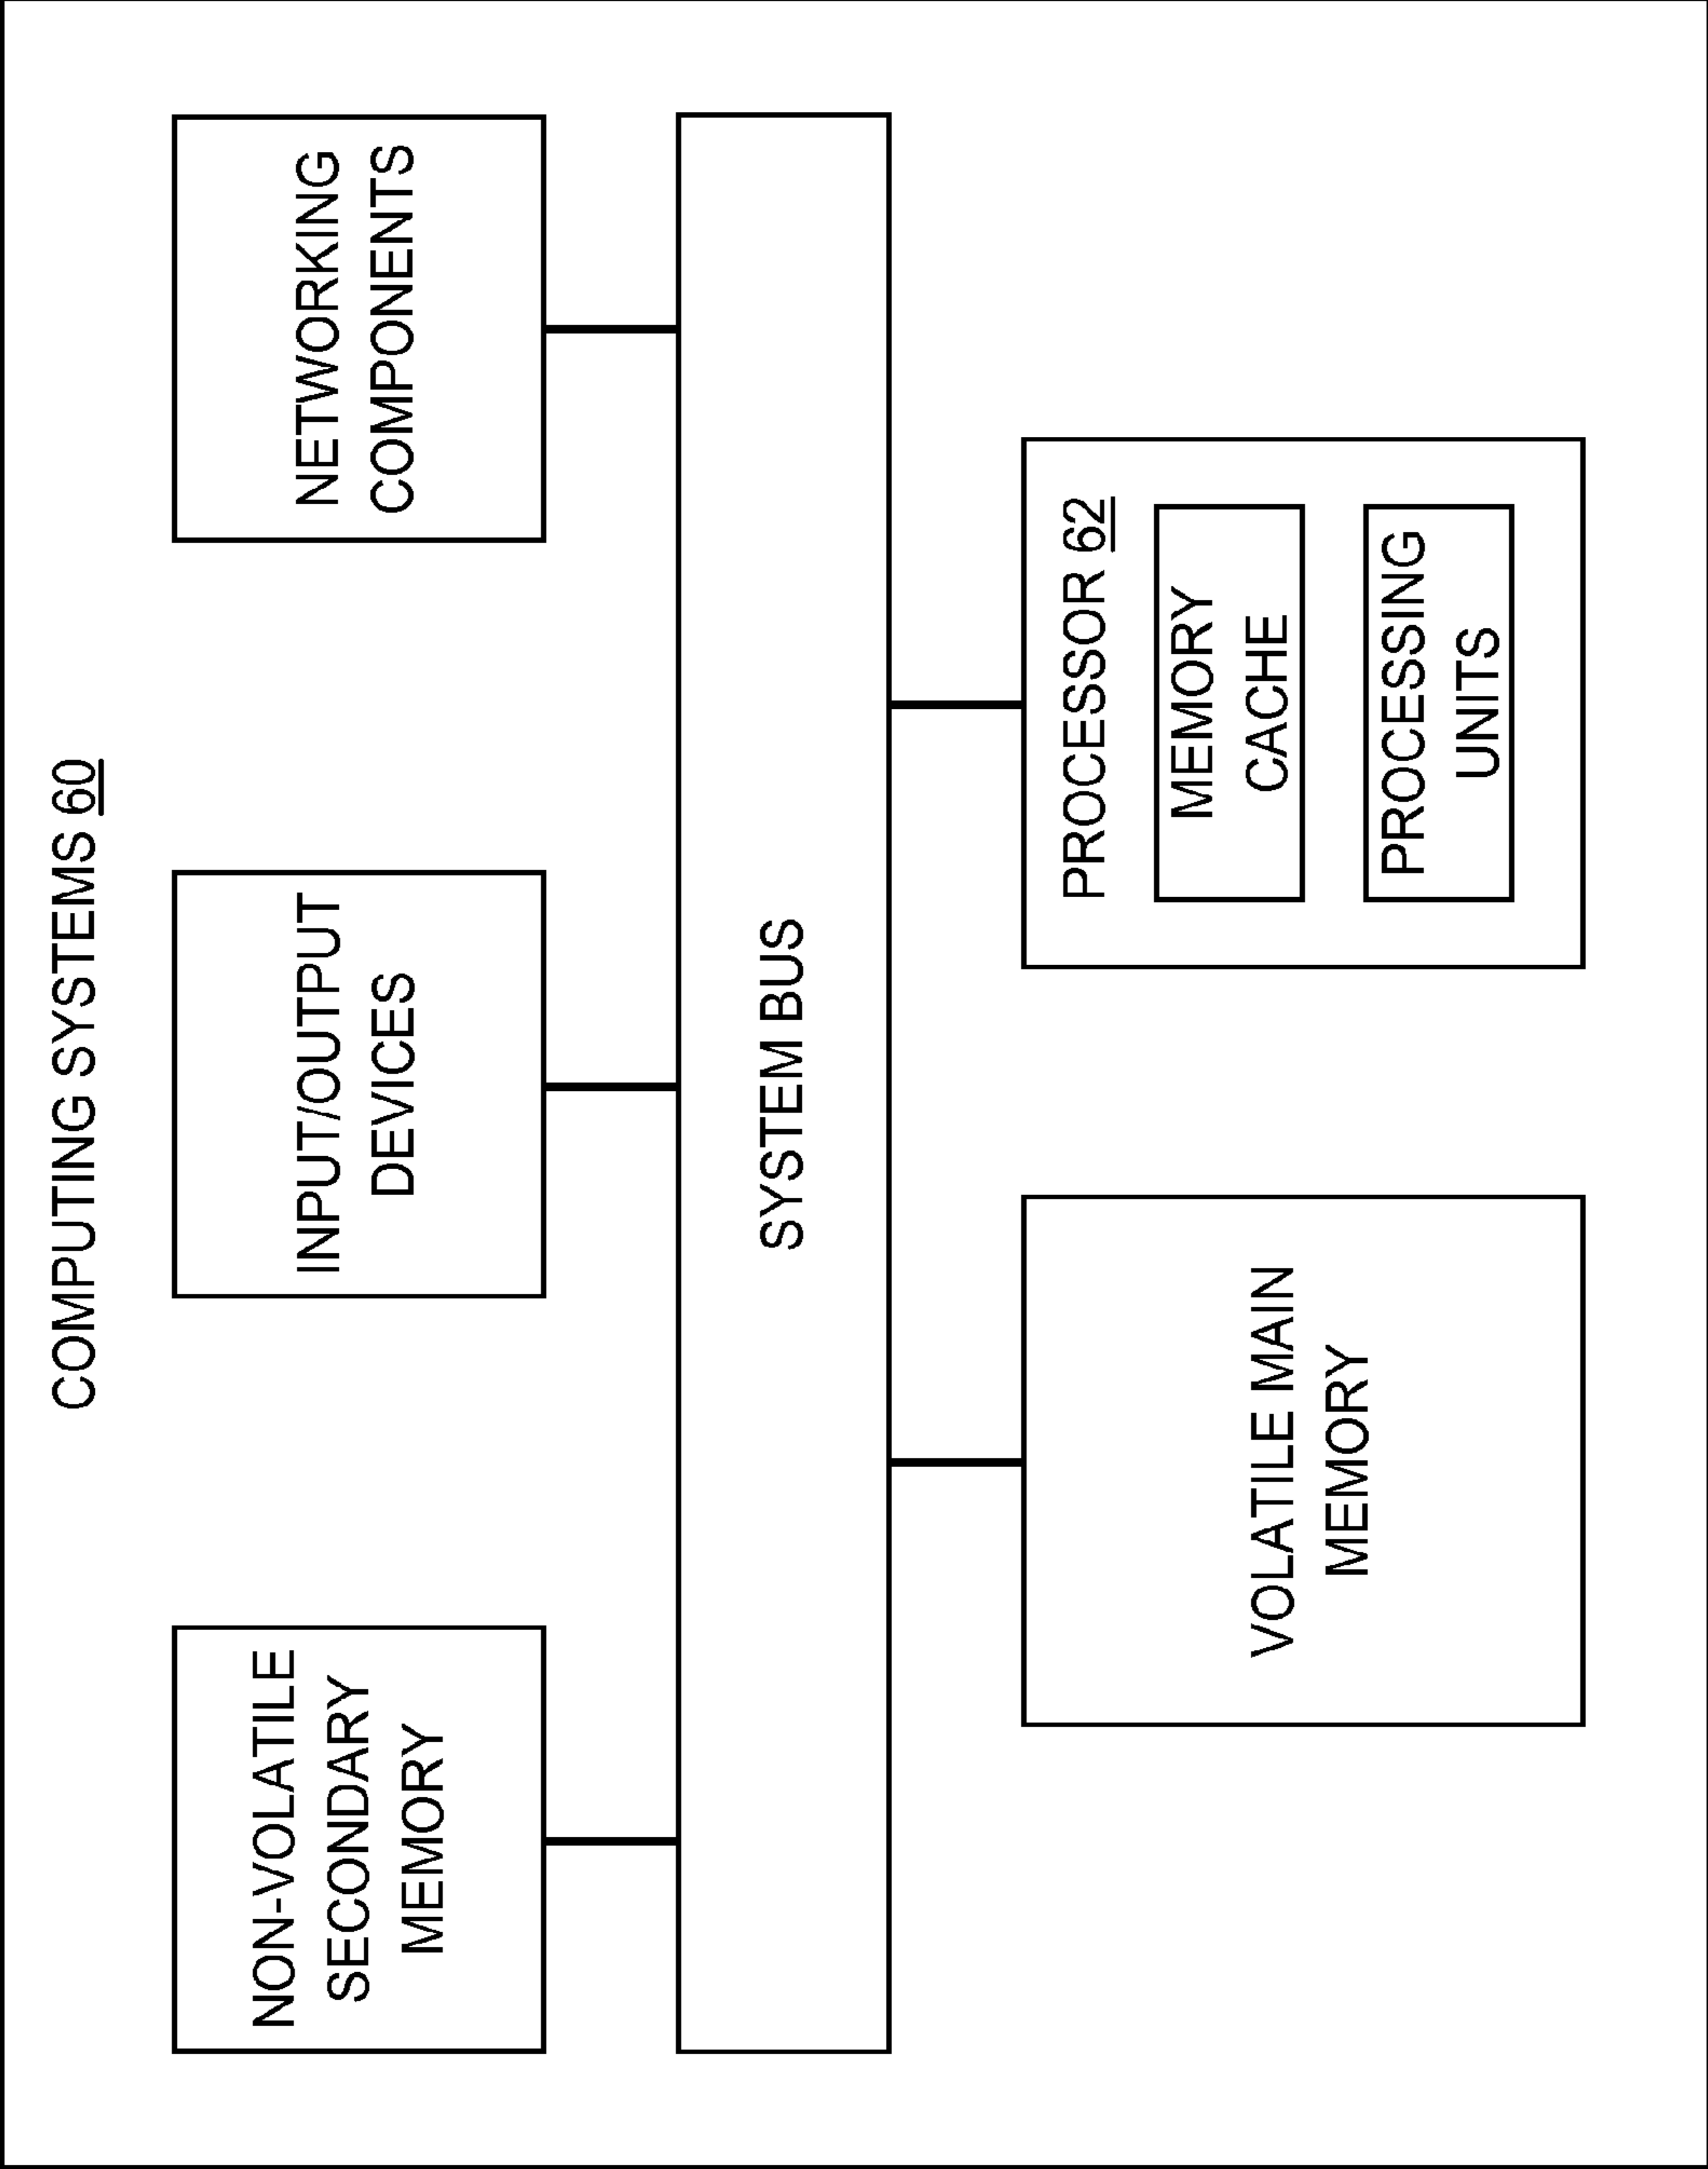 COMPUTING SYSTEMS 60
NON-VOLATILE
SECONDARY
MEMORY
INPUT/OUTPUT
DEVICES
NETWORKING
COMPONENTS
SYSTEM BUS
VOLATILE MAIN
MEMORY
PROCESSOR 62
MEMORY
CACHE
PROCESSING
UNITS